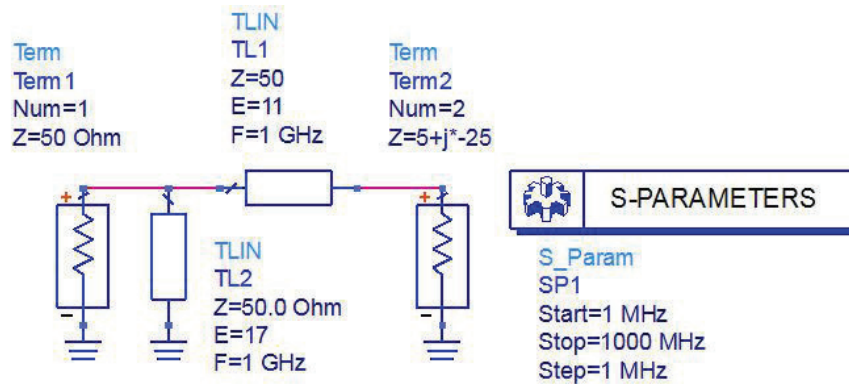 TLIN
TL1
Z=50
E=11
F=1 GHz
Term
Term1
Num=1
Z=50 Ohm
Term
Term2
Num=2
Z=5+j*-25
+
-
+
-
TLIN
TL2
Z=50.0 Ohm
E=17
F=1 GHz
S-PARAMETERS
S_Param
SP1
Start=1 MHz
Stop=1000 MHz
Step=1 MHz